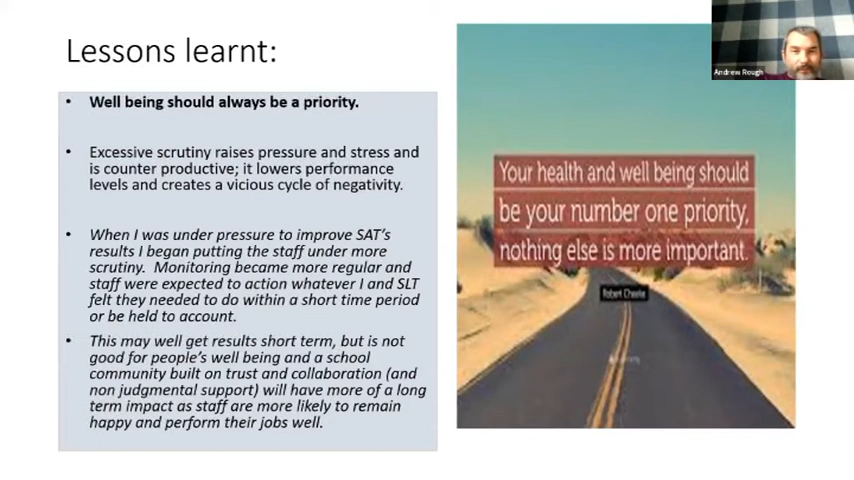 Lessons learnt:
• Well being should always be a priority.
• Excessive scrutiny raises pressure and stress and
is counter productive; it lowers performance
levels and creates a vicious cycle of negativity.
• When I was under pressure to improve SAT's
results I began putting the staff under more
scrutiny. Monitoring became more regular and
staff were expected to action whatever I and SLT
felt they needed to do within a short time period
or be held to account.
• This may well get results short term, but is not
good for people's well being and a school
community built on trust and collaboration (and
non judgmental support) will have more of a long
term impact as staff are more likely to remain
happy and perform their jobs well.
Your health and well being should
be your number one priority,
nothing else is more important.
Robert Cheeke
Andrew Rough